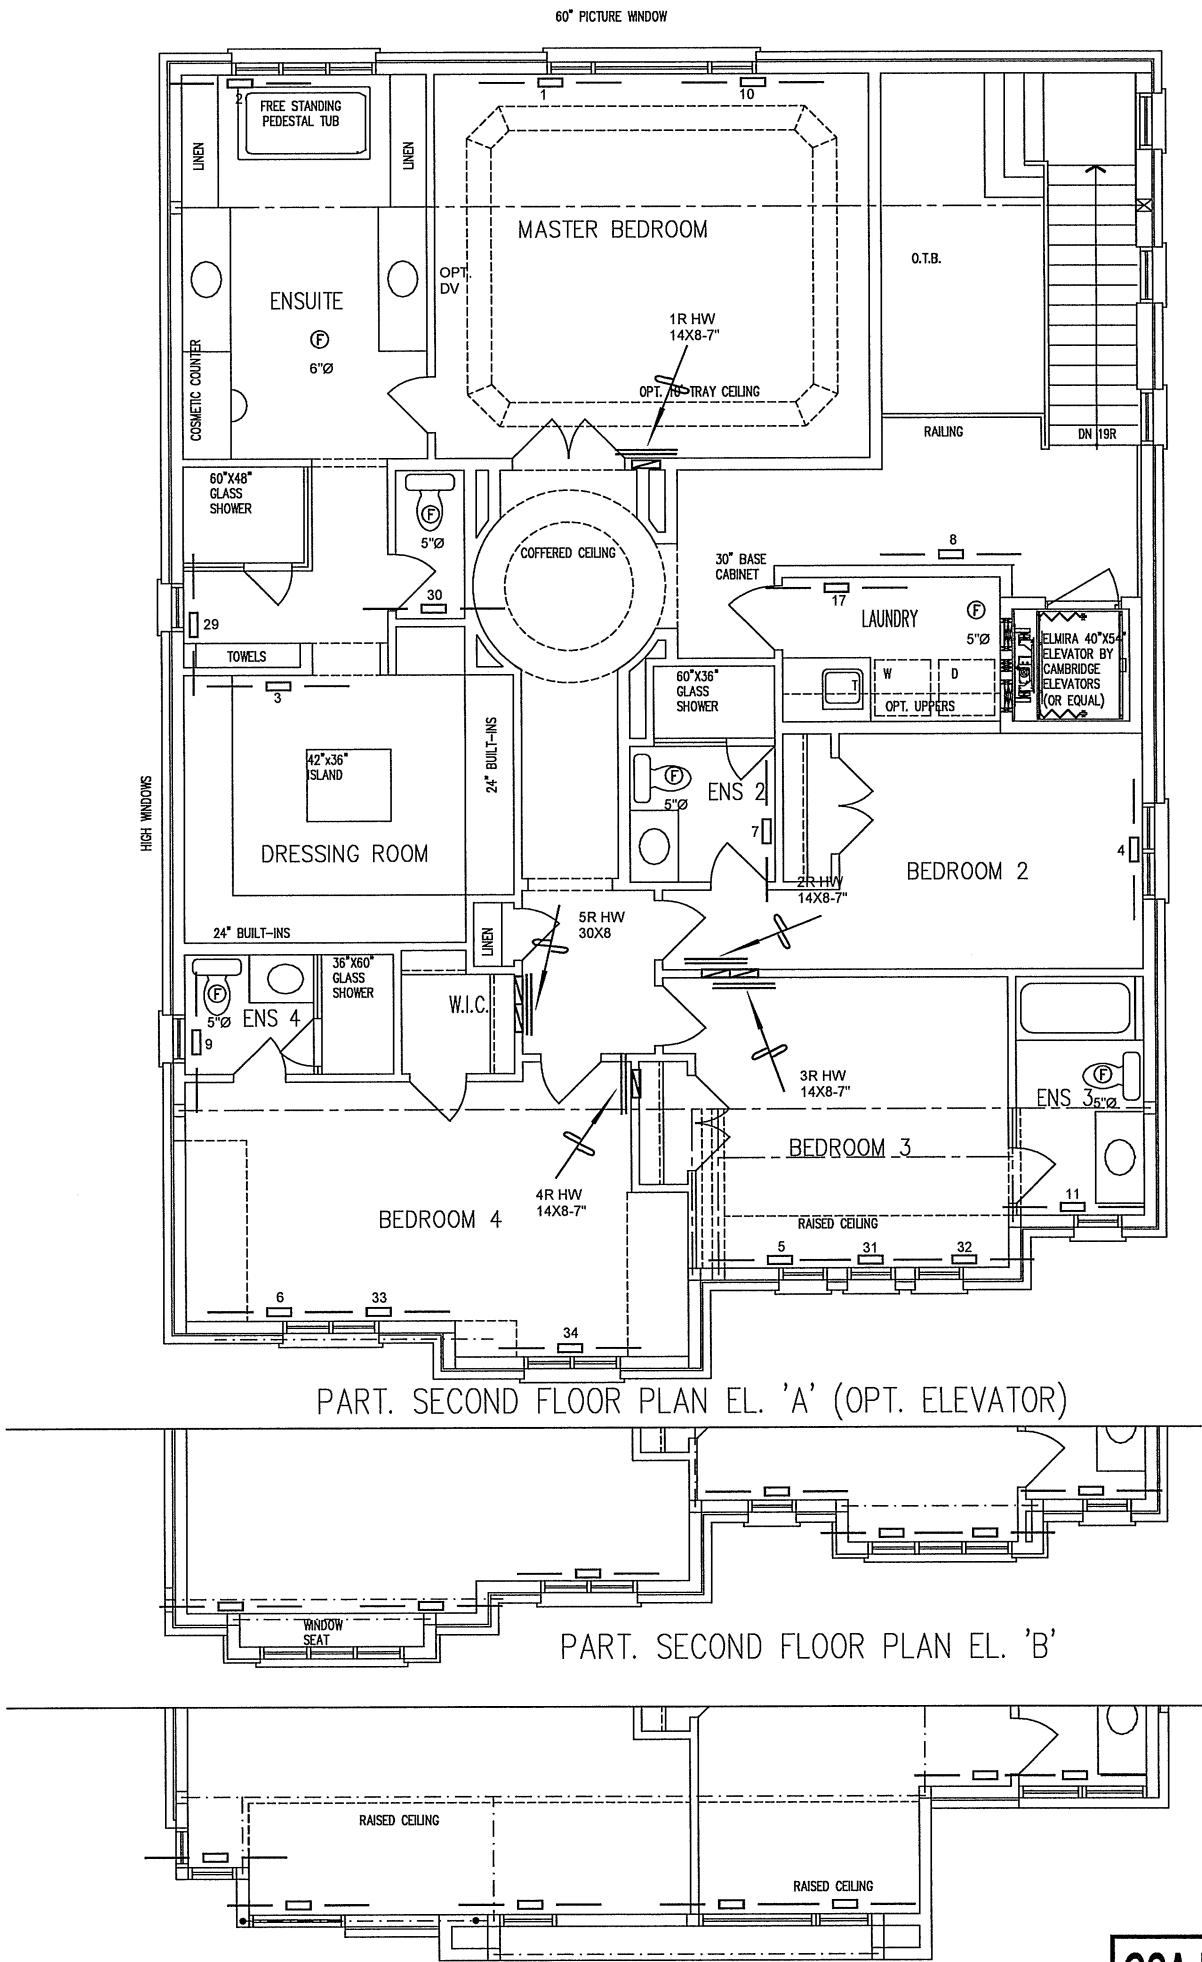 60" PICTURE WINDOW
2
1
10
FREE STANDING
PEDESTAL TUB
LINEN
LINEN
MASTER BEDROOM
OPT.
DV
O.T.B.
ENSUITE
F
6"Ø
1R HW
14X8-7"
COSMETIC COUNTER
OPT. 10' TRAY CEILING
RAILING
DN 19R
60"X48"
GLASS
SHOWER
F
5"Ø
COFFERED CEILING
30" BASE
CABINET
8
30
17
29
LAUNDRY
F
5"Ø
ELMIRA 40"X54"
ELEVATOR BY
CAMBRIDGE
ELEVATORS
(OR EQUAL)
TOWELS
3
60"X36"
GLASS
SHOWER
T
W
D
OPT. UPPERS
24" BUILT-INS
42"x36"
ISLAND
HIGH WINDOWS
F
5"Ø
ENS 2
7
4
DRESSING ROOM
BEDROOM 2
2R HW
14X8-7"
24" BUILT-INS
LINEN
5R HW
30X8
36"X60"
GLASS
SHOWER
F
5"Ø
ENS 4
9
W.I.C.
3R HW
14X8-7"
F
ENS 3
5"Ø
BEDROOM 3
4R HW
14X8-7"
BEDROOM 4
RAISED CEILING
11
5
31
32
6
33
34
PART. SECOND FLOOR PLAN EL. 'A' (OPT. ELEVATOR)
WINDOW
SEAT
PART. SECOND FLOOR PLAN EL. 'B'
RAISED CEILING
RAISED CEILING